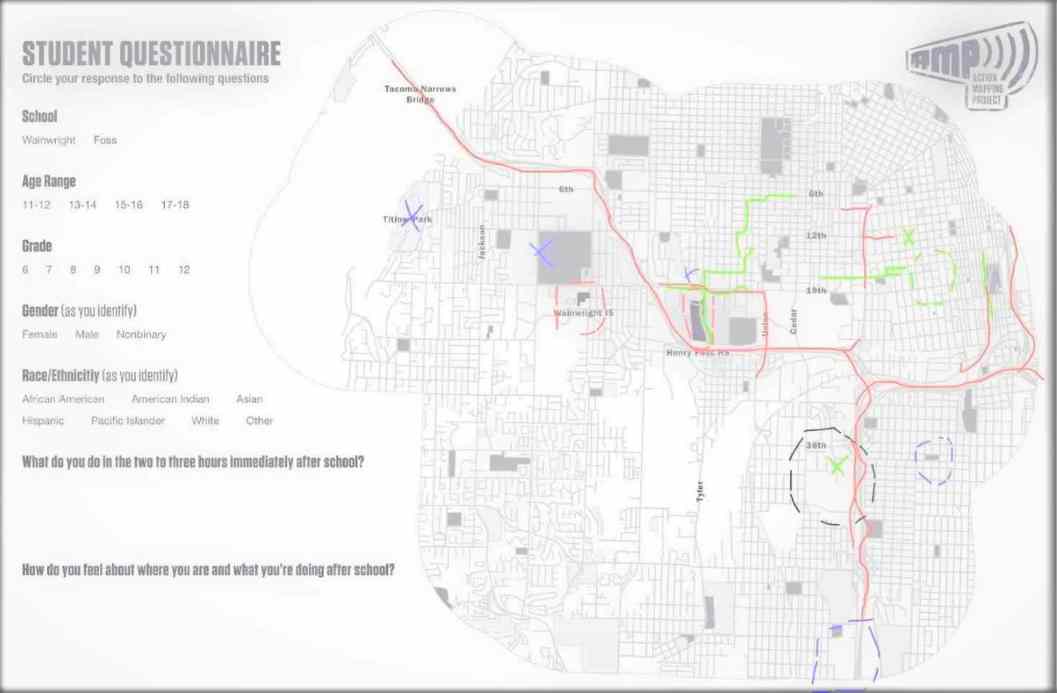 STUDENT QUESTIONNAIRE
Circle your response to the following questions
School
Wainwright Foss
Age Range
11-12 13-14 15-16 17-18
Grade
6 7 8 9 10 11 12
Gender (as you identify)
Female Male Nonbinary
Race/Ethnicitiy (as you identify)
African American American Indian Asian
Hispanic Pacific Islander White Other
What do you do in the two to three hours immediately after school?
How do you feel about where you are and what you're doing after school?
AMP
ACTION
MAPPING
PROJECT
Tacoma Narrows
Bridge
6th
6th
Titlow Park
Jackson
12th
19th
Wainwright IS
Union
Cedar
Henry Foss HS
38th
Tyler